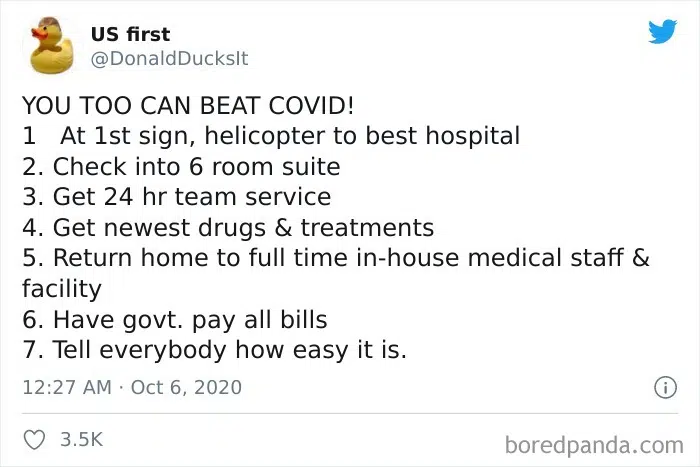 US first
@DonaldDucksIt
YOU TOO CAN BEAT COVID!
1 At 1st sign, helicopter to best hospital
2. Check into 6 room suite
3. Get 24 hr team service
4. Get newest drugs & treatments
5. Return home to full time in-house medical staff &
facility
6. Have govt. pay all bills
7. Tell everybody how easy it is.
12:27 AM · Oct 6, 2020
3.5K
boredpanda.com